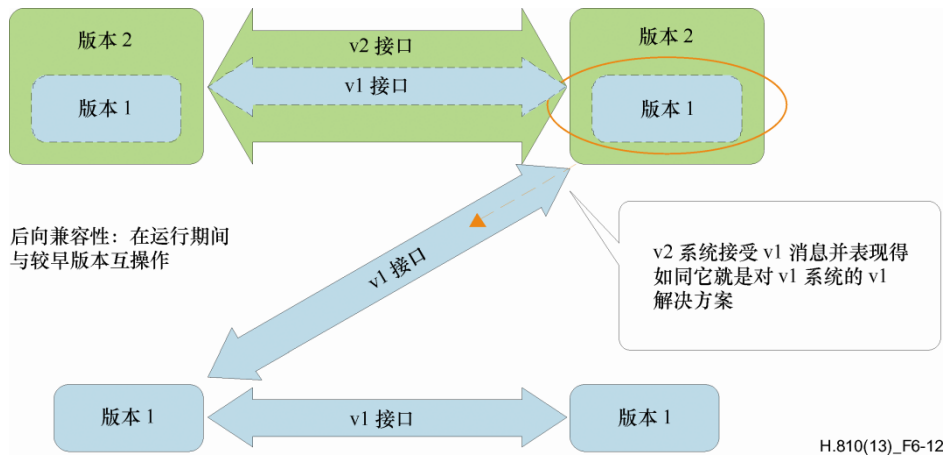 版本 2
版本 1
v2 接口
v1 接口
版本 2
版本 1
后向兼容性：在运行期间
与较早版本互操作
v1 接口
v2 系统接受 v1 消息并表现得
如同它就是对 v1 系统的 v1
解决方案
版本 1
v1 接口
版本 1
H.810(13)_F6-12